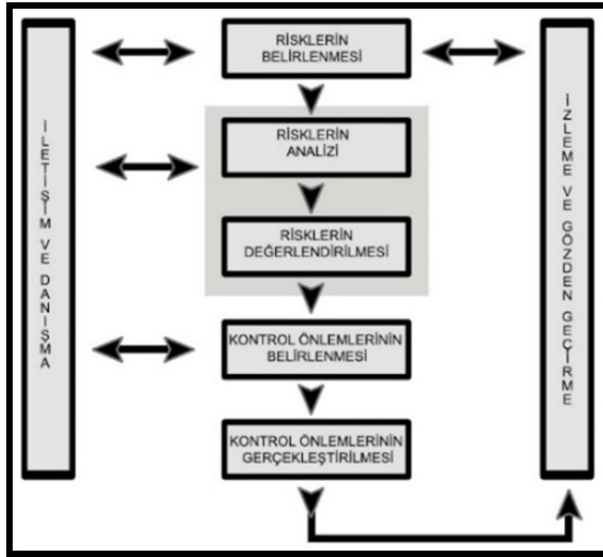 RİSKLERİN
BELİRLENMESİ
RİSKLERİN
ANALİZİ
RİSKLERİN
DEĞERLENDİRİLMESİ
KONTROL ÖNLEMLERİNİN
BELİRLENMESİ
KONTROL ÖNLEMLERİNİN
GERÇEKLEŞTİRİLMESİ
İLETİŞİM VE DANIŞMA
İZLEME VE GÖZDEN GEÇİRME